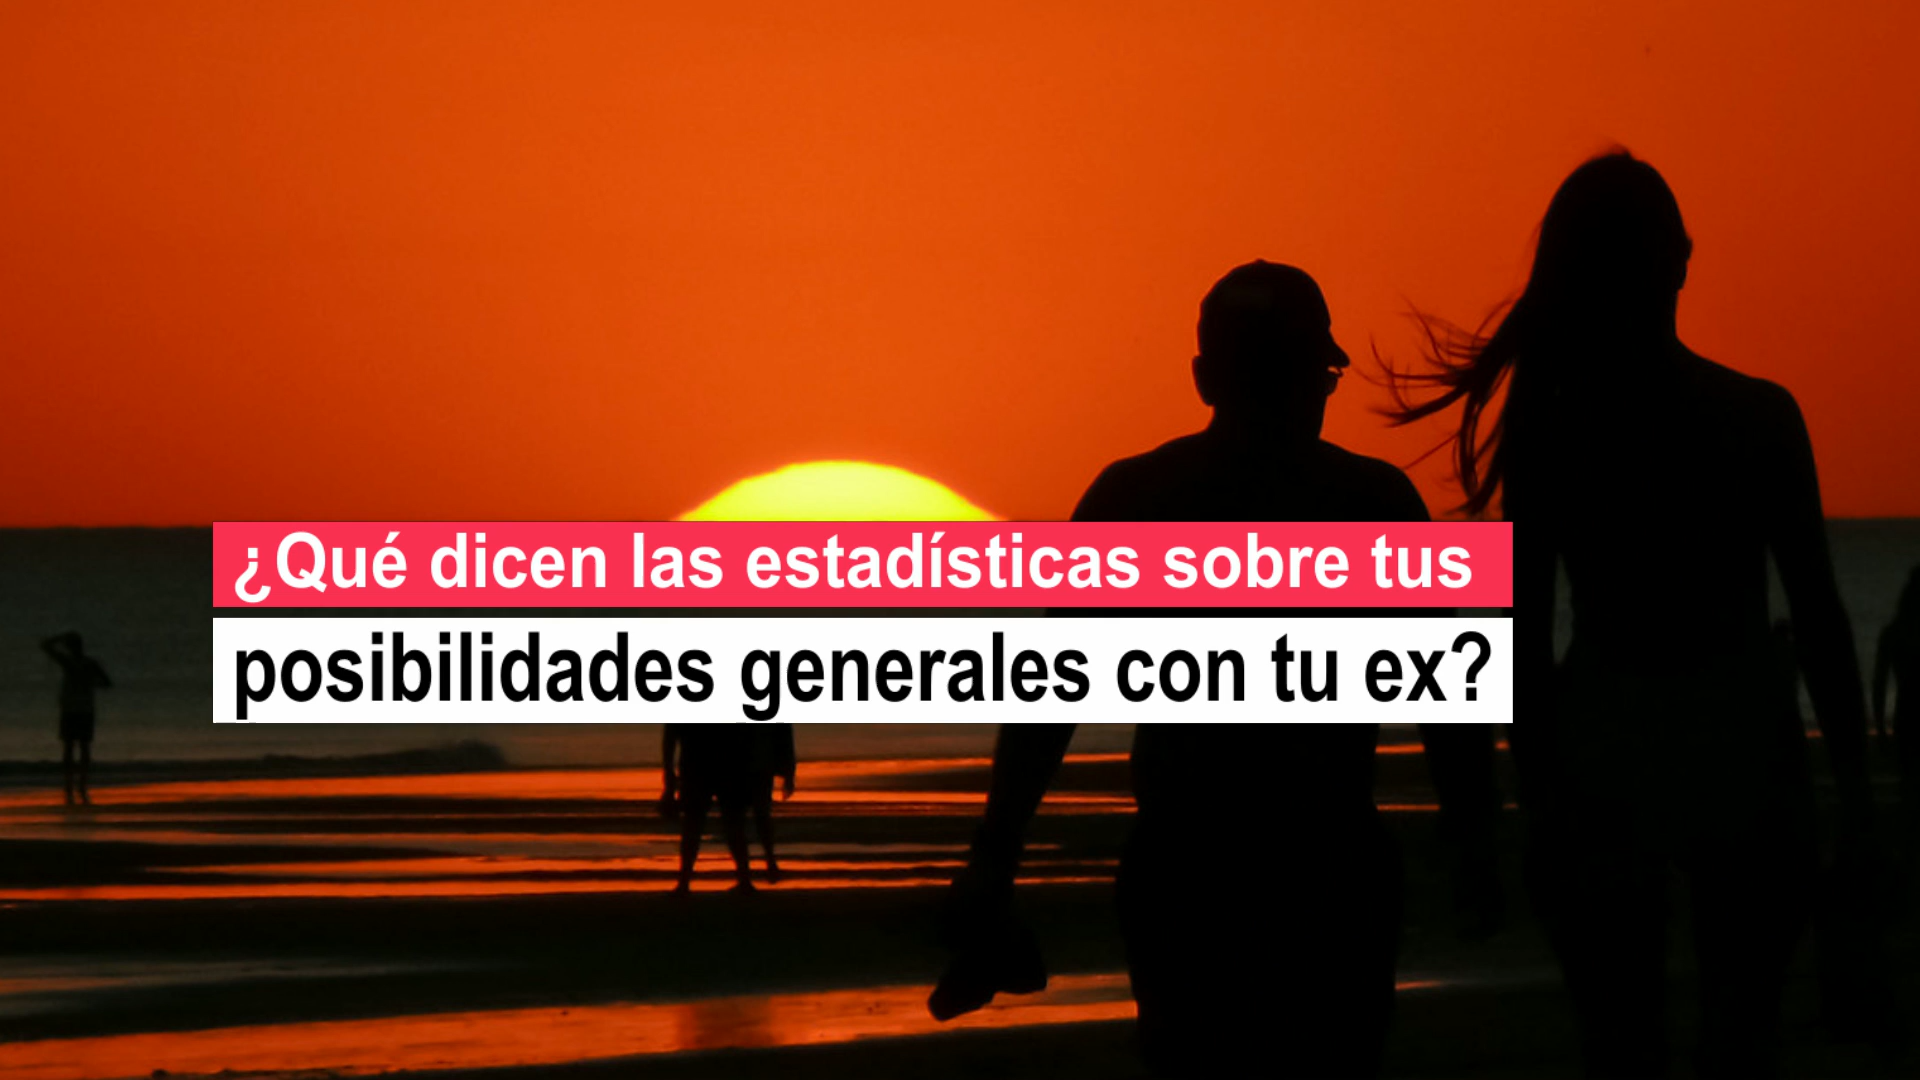 ¿Qué dicen las estadísticas sobre tus
posibilidades generales con tu ex?